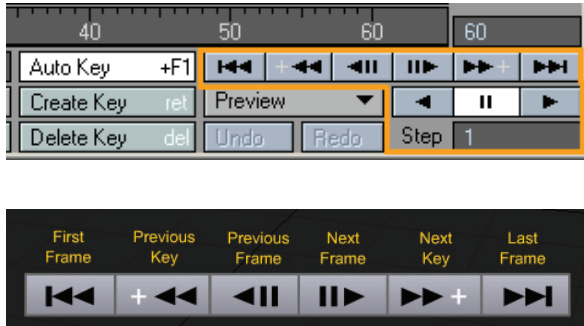 40 50 60 60
Auto Key +F1
Create Key ret Preview
Delete Key del Undo Redo Step 1
First Previous Previous Next Next Last
Frame Key Frame Frame Key Frame